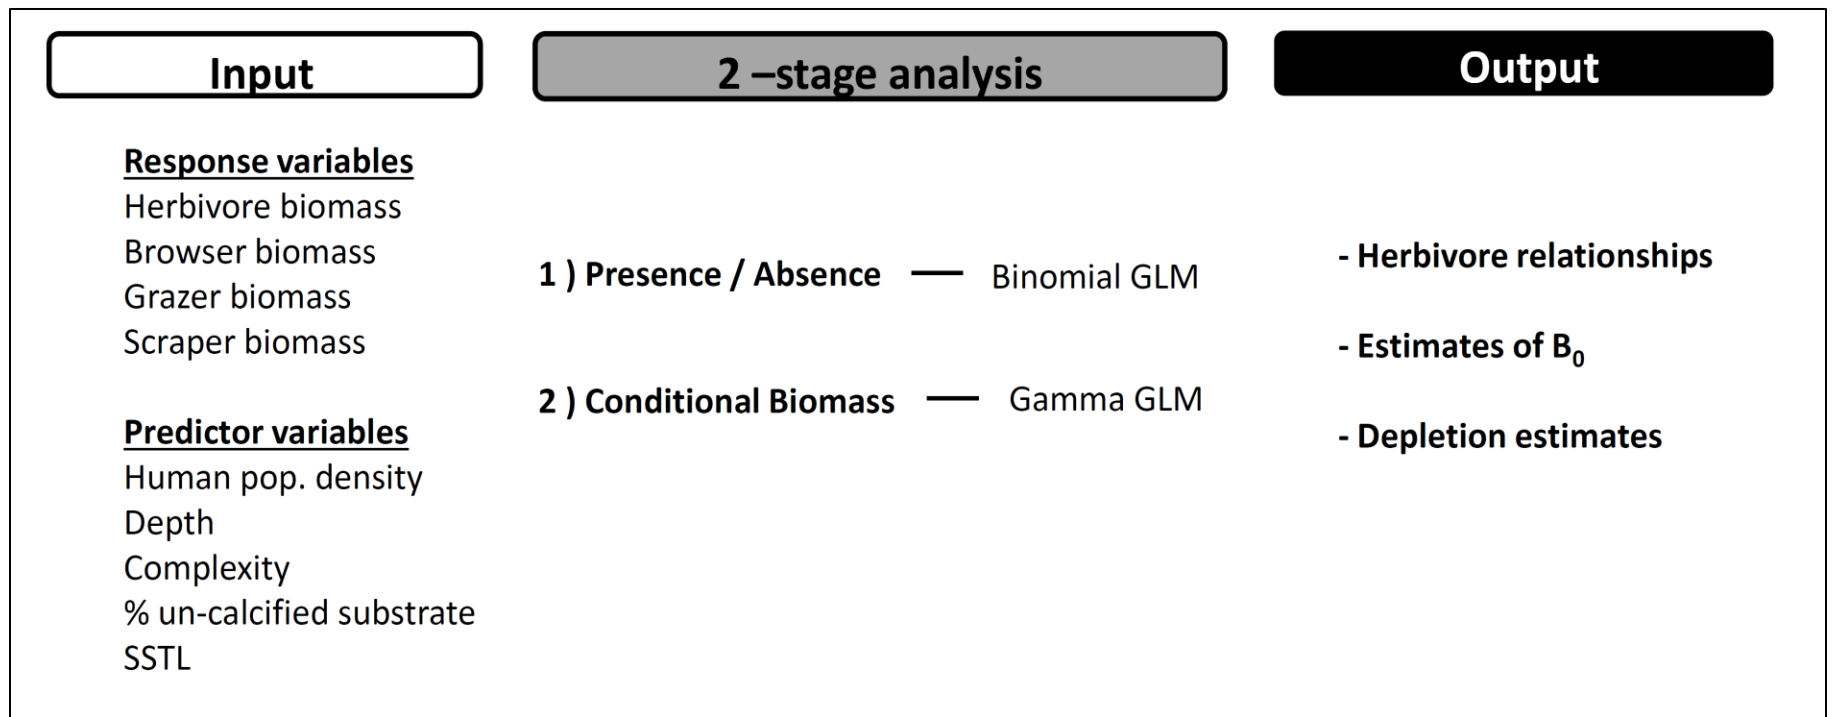 Input
Response variables
Herbivore biomass
Browser biomass
Grazer biomass
Scraper biomass
Predictor variables
Human pop. density
Depth
Complexity
% un-calcified substrate
SSTL
2 –stage analysis
1 ) Presence / Absence — Binomial GLM
2 ) Conditional Biomass — Gamma GLM
Output
- Herbivore relationships
- Estimates of B₀
- Depletion estimates